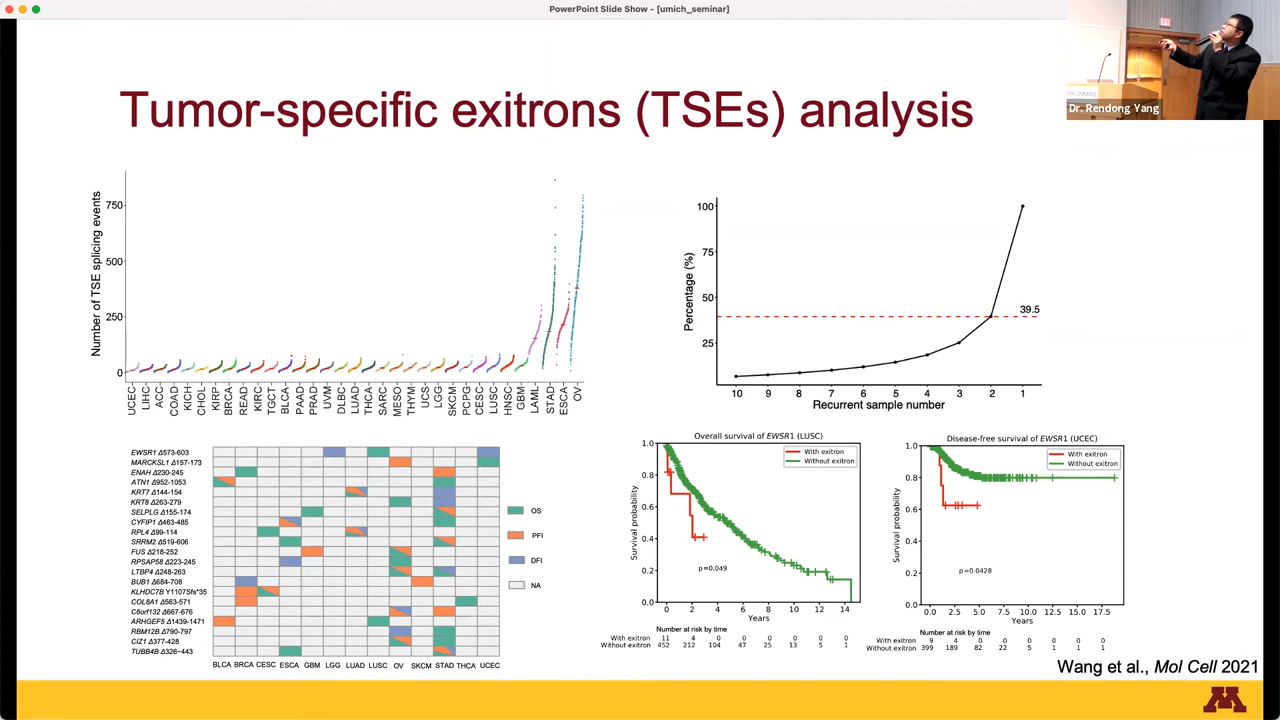 PowerPoint Slide Show - [umich_seminar]
Dr. Rendong Yang
Tumor-specific exitrons (TSEs) analysis
Number of TSE splicing events
750
500
250
0
UCEC LIHC ACC COAD KICH CHOL KIRP BRCA READ KIRC TGCT BLCA PAAD PRAD UVM DLBC LUAD THCA SARC MESO THYM UCS LGG SKCM PCPG CESC LUSC HNSC GBM LAML STAD ESCA OV
Percentage (%)
100
75
50
25
39.5
10 9 8 7 6 5 4 3 2 1
Recurrent sample number
EWSR1 Δ573-603
MARCKSL1 Δ157-173
ENAH Δ230-245
ATN1 Δ952-1053
KRT7 Δ144-154
KRT8 Δ263-279
SELPLG Δ155-174
CYFIP1 Δ463-485
RPL4 Δ99-114
SRRM2 Δ519-606
FUS Δ218-252
RPSAP58 Δ223-245
LTBP4 Δ248-263
BUB1 Δ684-708
KLHDC7B Y1107Sfs*35
COL8A1 Δ563-571
C6orf132 Δ667-676
ARHGEF5 Δ1439-1471
RBM12B Δ790-797
CIZ1 Δ377-428
TUBB4B Δ326~443
BLCA BRCA CESC ESCA GBM LGG LUAD LUSC OV SKCM STAD THCA UCEC
OS
PFI
DFI
NA
Overall survival of EWSR1 (LUSC)
With exitron
Without exitron
Survival probability
1.0
0.8
0.6
0.4
0.2
0.0
p=0.049
0 2 4 6 8 10 12 14
Years
Number at risk by time
With exitron 11 4 0 0 0 0 0 0
Without exitron 452 212 104 47 25 13 5 1
Disease-free survival of EWSR1 (UCEC)
With exitron
Without exitron
Survival probability
1.0
0.8
0.6
0.4
0.2
0.0
p=0.0428
0.0 2.5 5.0 7.5 10.0 12.5 15.0 17.5
Years
Number at risk by time
With exitron 9 4 0 0 0 0 0 0
Without exitron 399 189 82 22 5 1 1 1
Wang et al., Mol Cell 2021
M